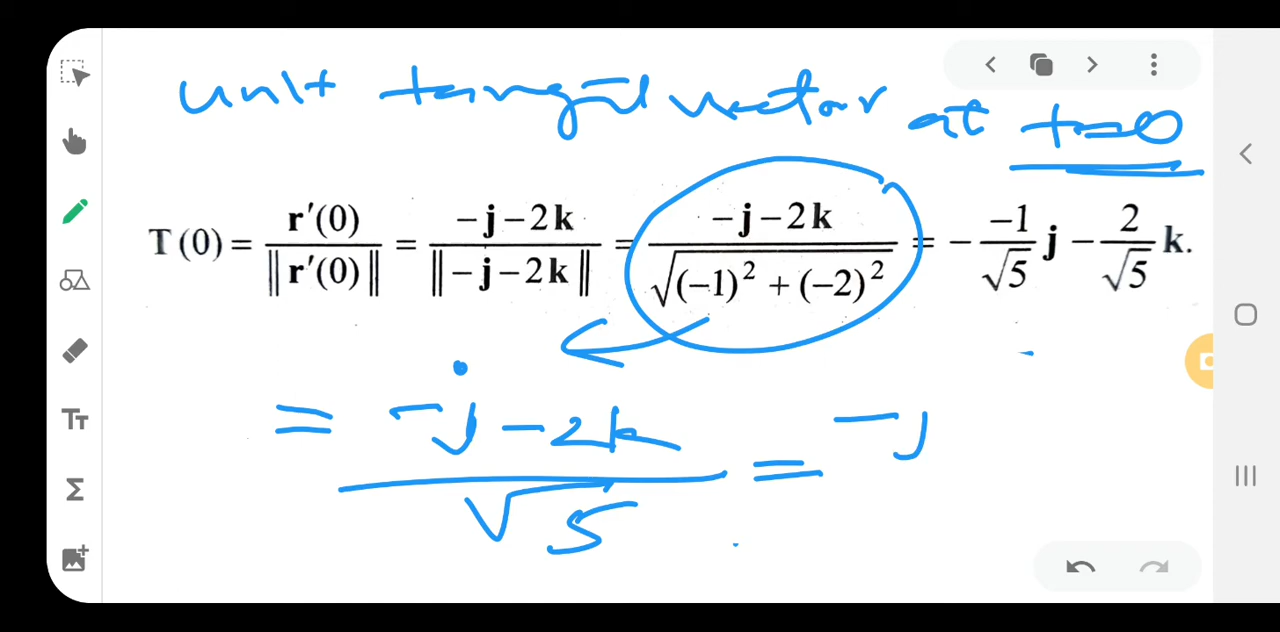 unit tangent vector at t=0
T(0) = r'(0) / || r'(0) || = -j-2k / || -j-2k || = -j-2k / √(-1)² + (-2)² = - -1/√5 j - 2/√5 k.
= -j-2k / √5 = -j
TT
Σ